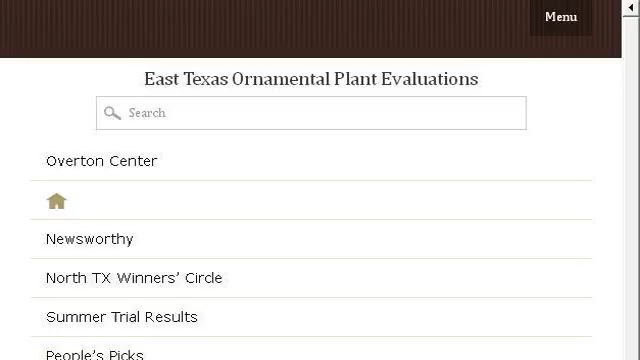 Menu
East Texas Ornamental Plant Evaluations
Search
Overton Center
Newsworthy
North TX Winners’ Circle
Summer Trial Results
People’s Picks